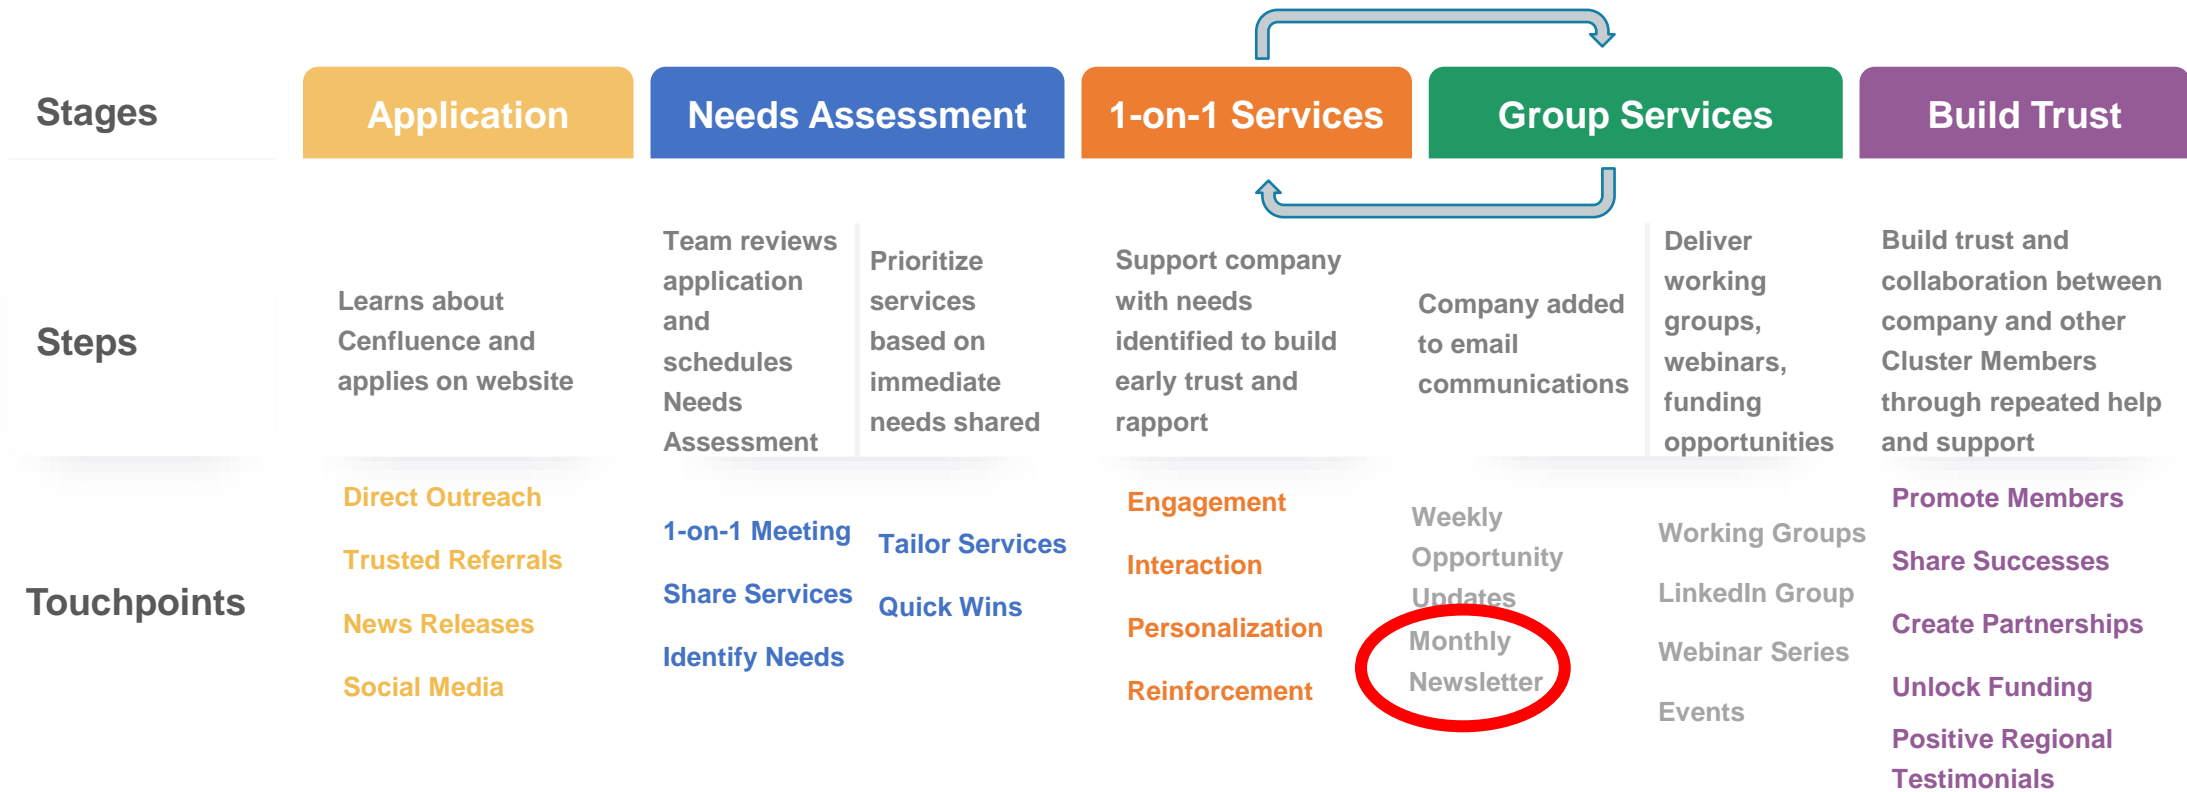 Stages
Application
Needs Assessment
1-on-1 Services
Group Services
Build Trust
Steps
Learns about
Cenfluence and
applies on website
Team reviews
application
and
schedules
Needs
Assessment
Prioritize
services
based on
immediate
needs shared
Support company
with needs
identified to build
early trust and
rapport
Company added
to email
communications
Deliver
working
groups,
webinars,
funding
opportunities
Build trust and
collaboration between
company and other
Cluster Members
through repeated help
and support
Touchpoints
Direct Outreach
Trusted Referrals
News Releases
Social Media
1-on-1 Meeting
Share Services
Identify Needs
Tailor Services
Quick Wins
Engagement
Interaction
Personalization
Reinforcement
Weekly
Opportunity
Updates
Monthly
Newsletter
Working Groups
LinkedIn Group
Webinar Series
Events
Promote Members
Share Successes
Create Partnerships
Unlock Funding
Positive Regional
Testimonials